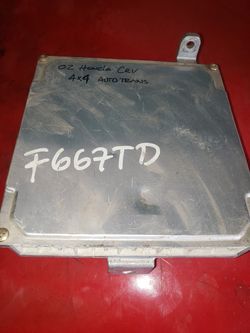 02 Honda CRV
4x4 AUTO TRANS
F667TD